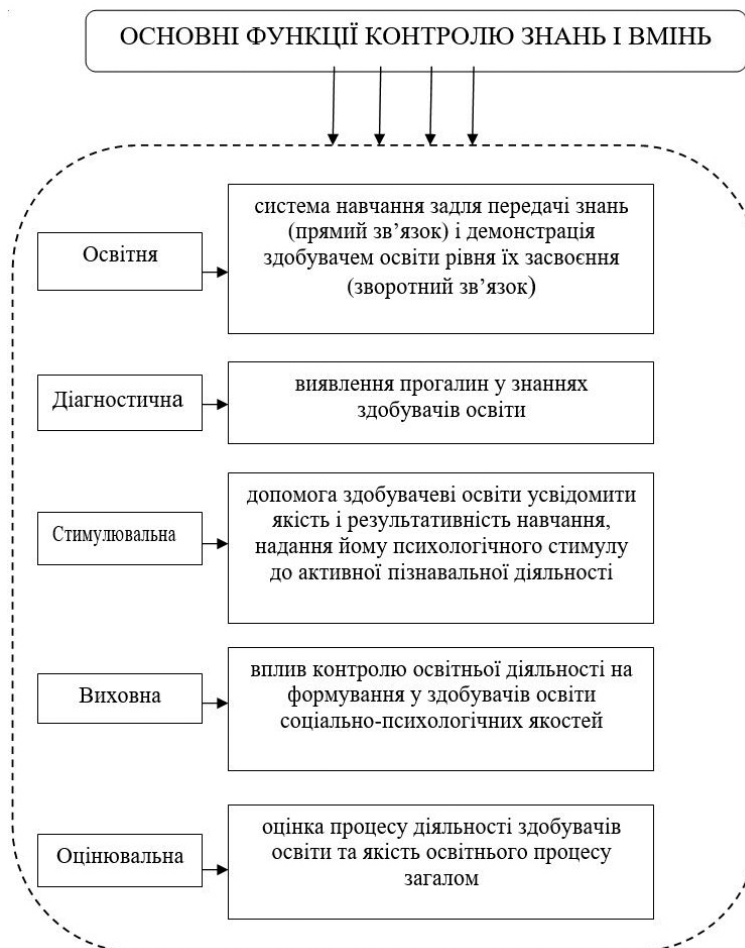 ОСНОВНІ ФУНКЦІЇ КОНТРОЛЮ ЗНАНЬ І ВМІНЬ
Освітня
система навчання задля передачі знань
(прямий зв’язок) і демонстрація
здобувачем освіти рівня їх засвоєння
(зворотний зв’язок)
Діагностична
виявлення прогалин у знаннях
здобувачів освіти
Стимулювальна
допомога здобувачеві освіти усвідомити
якість і результативність навчання,
надання йому психологічного стимулу
до активної пізнавальної діяльності
Виховна
вплив контролю освітньої діяльності на
формування у здобувачів освіти
соціально-психологічних якостей
Оцінювальна
оцінка процесу діяльності здобувачів
освіти та якість освітнього процесу
загалом